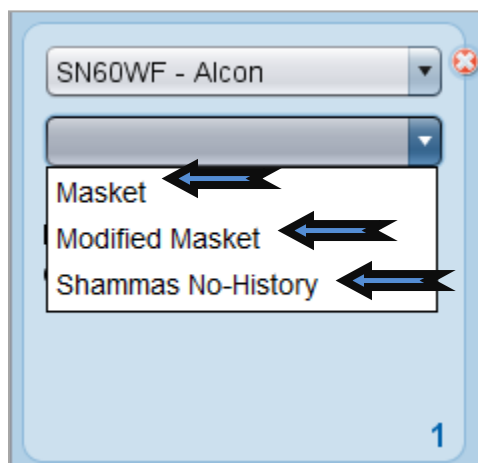 SN60WF - Alcon
Masket
Modified Masket
Shammas No-History
1